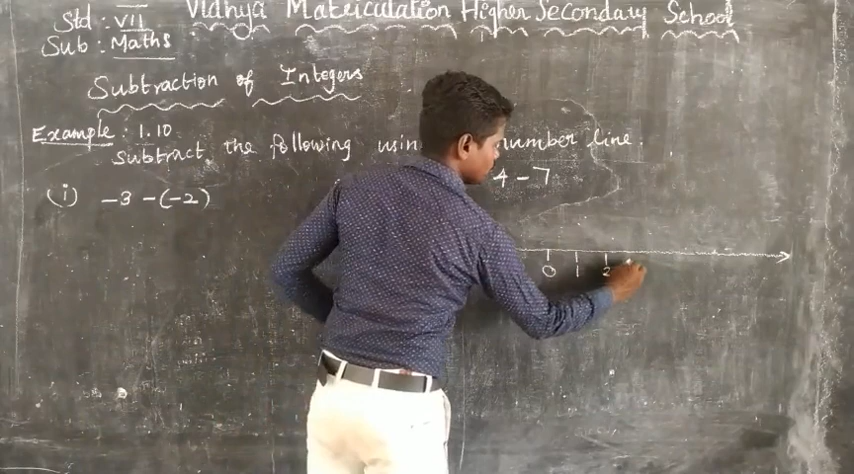 Std : VII Vidhya Matriculation Higher Secondary School
Sub : Maths
Subtraction of Integers
Example : 1.10
Subtract the following number line.
(i) -3 -(-2) 4 - 7
0 1 2